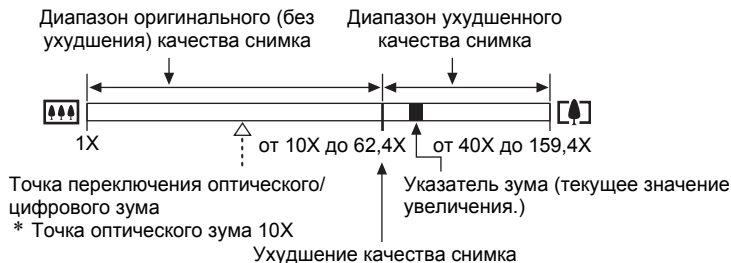 Диапазон оригинального (без
ухудшения) качества снимка
Диапазон ухудшенного
качества снимка
1X
от 10X до 62,4X
от 40X до 159,4X
Точка переключения оптического/
цифрового зума
* Точка оптического зума 10X
Указатель зума (текущее значение
увеличения.)
Ухудшение качества снимка